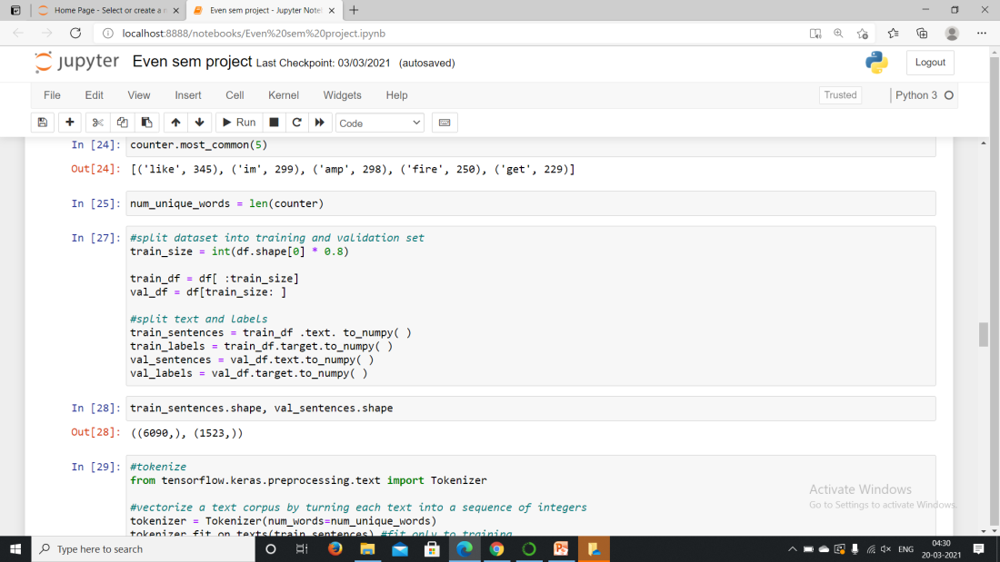 Home Page - Select or create a n
Even sem project - Jupyter Note
localhost:8888/notebooks/Even%20sem%20project.ipynb
jupyter Even sem project Last Checkpoint: 03/03/2021 (autosaved)
Logout
File Edit View Insert Cell Kernel Widgets Help
Trusted
Python 3
Run
Code
In [24]: counter.most_common(5)
Out[24]: [('like', 345), ('im', 299), ('amp', 298), ('fire', 250), ('get', 229)]
In [25]: num_unique_words = len(counter)
In [27]: #split dataset into training and validation set
train_size = int(df.shape[0] * 0.8)
train_df = df[ :train_size]
val_df = df[train_size: ]
#split text and labels
train_sentences = train_df .text. to_numpy( )
train_labels = train_df.target.to_numpy( )
val_sentences = val_df.text.to_numpy( )
val_labels = val_df.target.to_numpy( )
In [28]: train_sentences.shape, val_sentences.shape
Out[28]: ((6090,), (1523,))
In [29]: #tokenize
from tensorflow.keras.preprocessing.text import Tokenizer
#vectorize a text corpus by turning each text into a sequence of integers
tokenizer = Tokenizer(num_words=num_unique_words)
tokenizer.fit_on_texts(train_sentences) #fit only to training
Activate Windows
Go to Settings to activate Windows.
Type here to search
ENG
04:30
20-03-2021